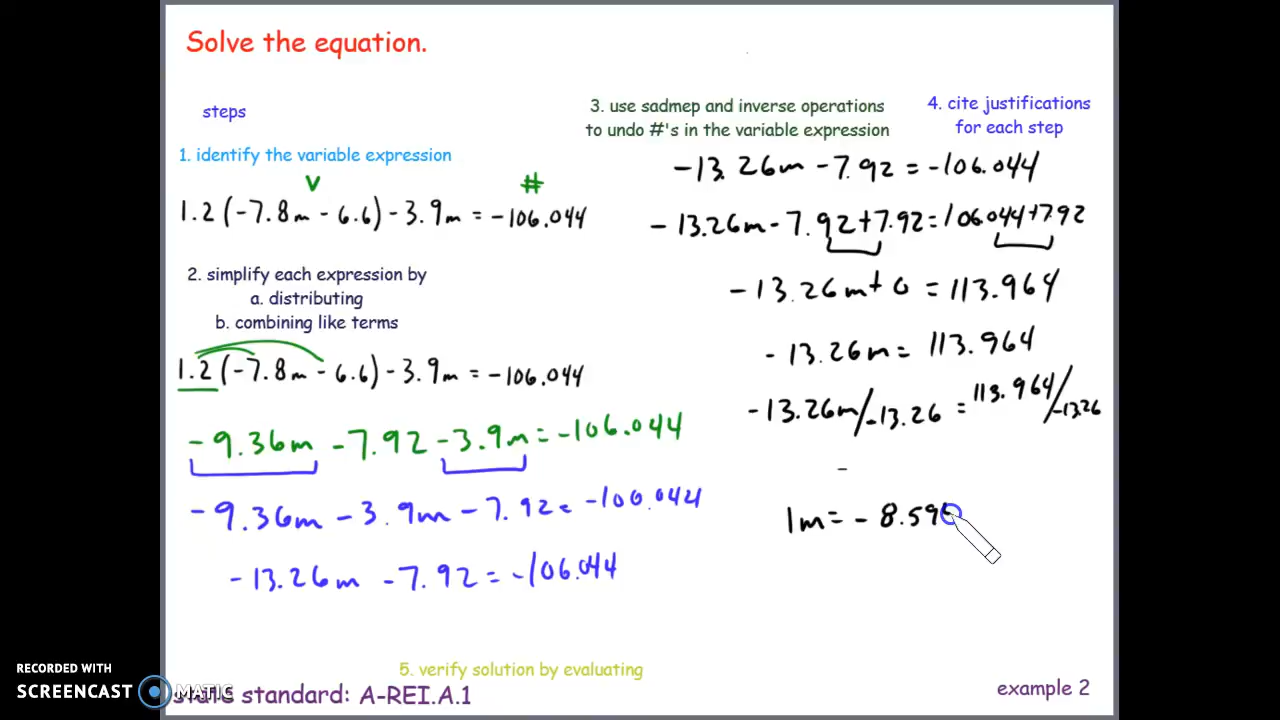 Solve the equation.
steps
1. identify the variable expression
V #
1.2(-7.8m - 6.6) - 3.9m = -106.044
2. simplify each expression by
a. distributing
b. combining like terms
1.2(-7.8m - 6.6) - 3.9m = -106.044
-9.36m - 7.92 - 3.9m = -106.044
-9.36m - 3.9m - 7.92 = -100.044
-13.26m - 7.92 = -106.044
3. use sadmep and inverse operations
to undo #'s in the variable expression
-13.26m - 7.92 = -106.044
-13.26m - 7.92 + 7.92 = 106.044 + 7.92
-13.26m + 0 = 113.964
-13.26m = 113.964
-13.26m/-13.26 = 113.964/-13.26
-
1m = - 8.59
4. cite justifications
for each step
5. verify solution by evaluating
state standard: A-REI.A.1
example 2
RECORDED WITH
SCREENCAST MATIC